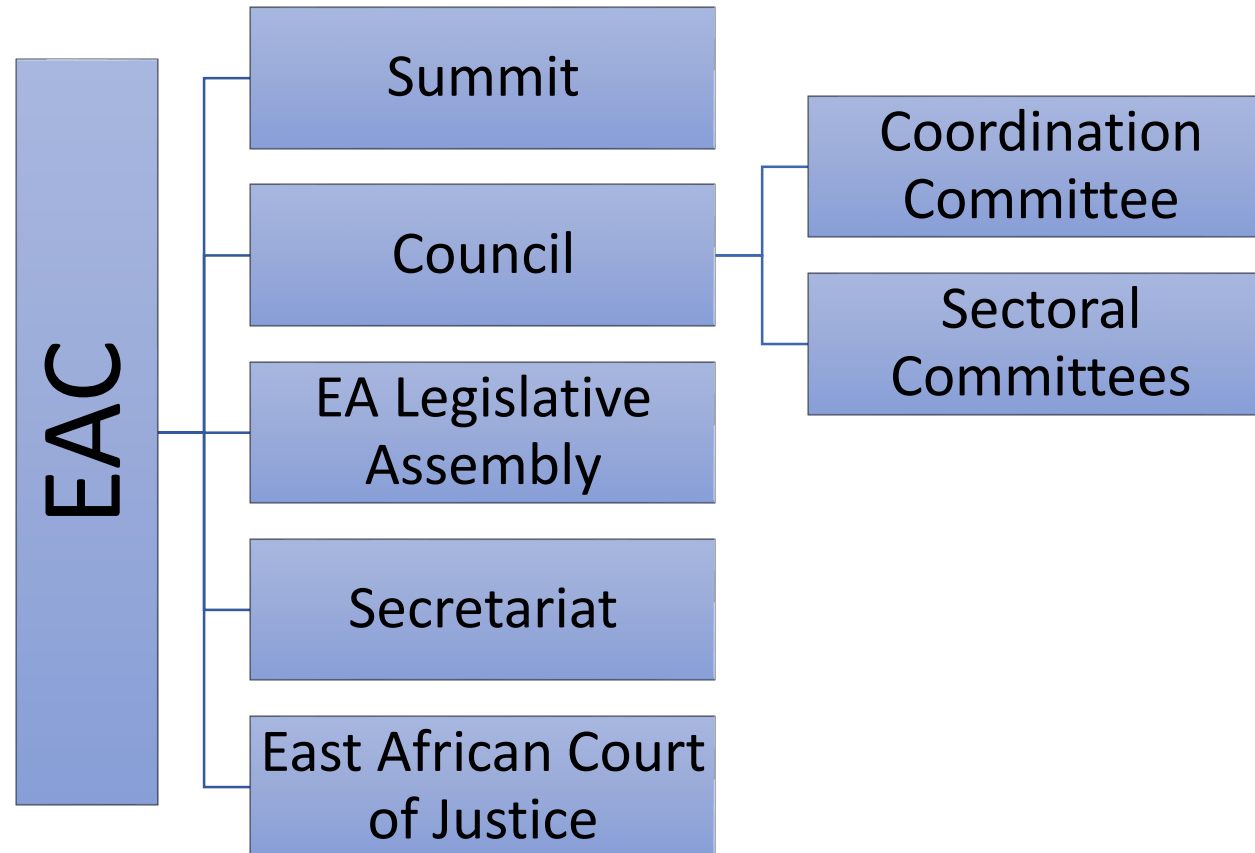 EAC
Summit
Council
Coordination
Committee
Sectoral
Committees
EA Legislative
Assembly
Secretariat
East African Court
of Justice